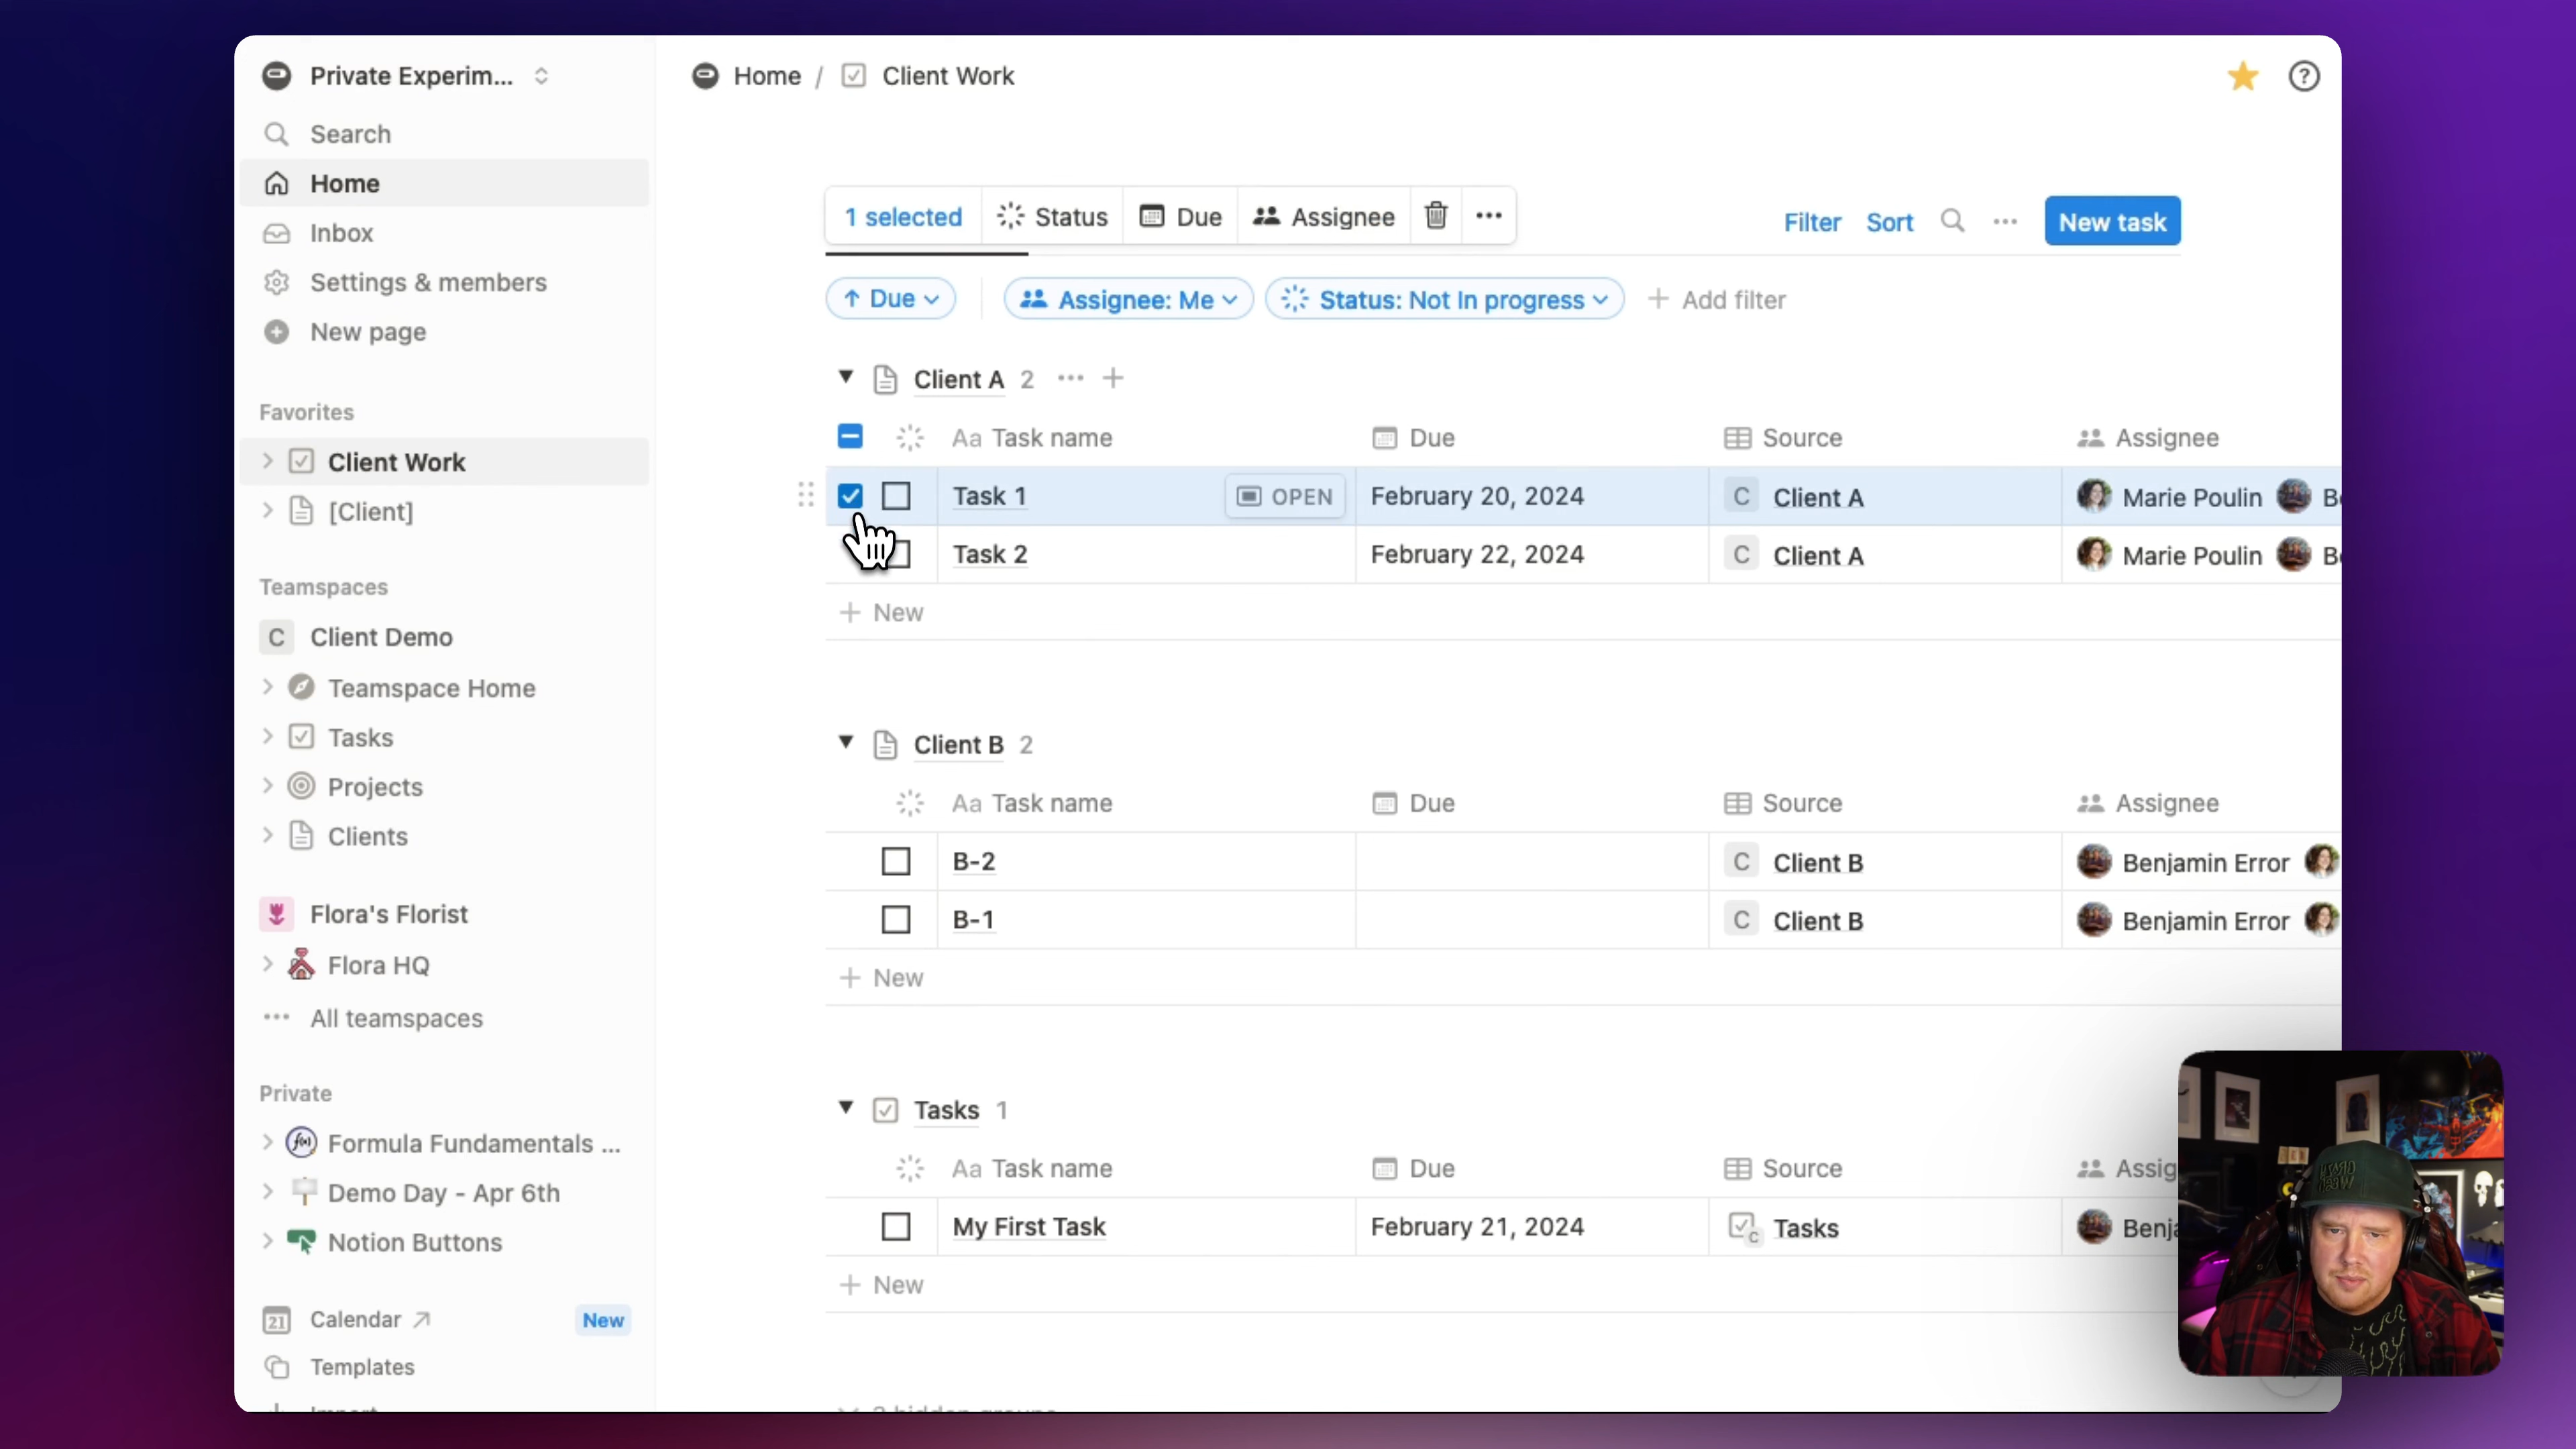 Private Experim...
Home / Client Work
Search
Home
Inbox
Settings & members
New page
Favorites
Client Work
[Client]
Teamspaces
C Client Demo
Teamspace Home
Tasks
Projects
Clients
Flora's Florist
Flora HQ
All teamspaces
Private
Formula Fundamentals ...
Demo Day - Apr 6th
Notion Buttons
21 Calendar New
Templates
1 selected Status Due Assignee
Filter Sort New task
Due Assignee: Me Status: Not In progress + Add filter
Client A 2
Aa Task name Due Source Assignee
Task 1 OPEN February 20, 2024 C Client A Marie Poulin
Task 2 February 22, 2024 C Client A Marie Poulin
+ New
Client B 2
Aa Task name Due Source Assignee
B-2 C Client B Benjamin Error
B-1 C Client B Benjamin Error
+ New
Tasks 1
Aa Task name Due Source Assig
My First Task February 21, 2024 C Tasks Benj
+ New